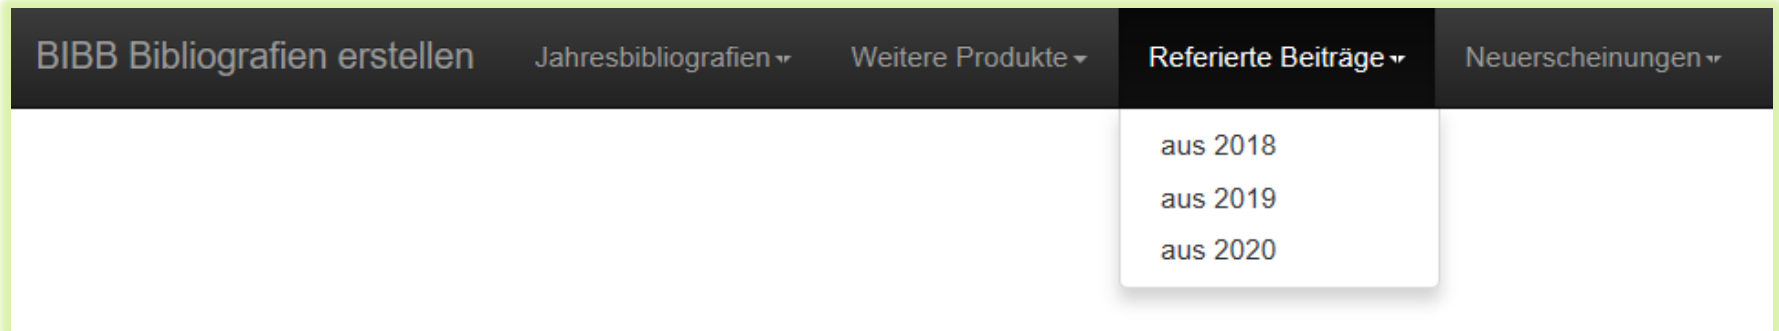 BIBB Bibliografien erstellen Jahresbibliografien Weitere Produkte Referierte Beiträge Neuerscheinungen
aus 2018
aus 2019
aus 2020